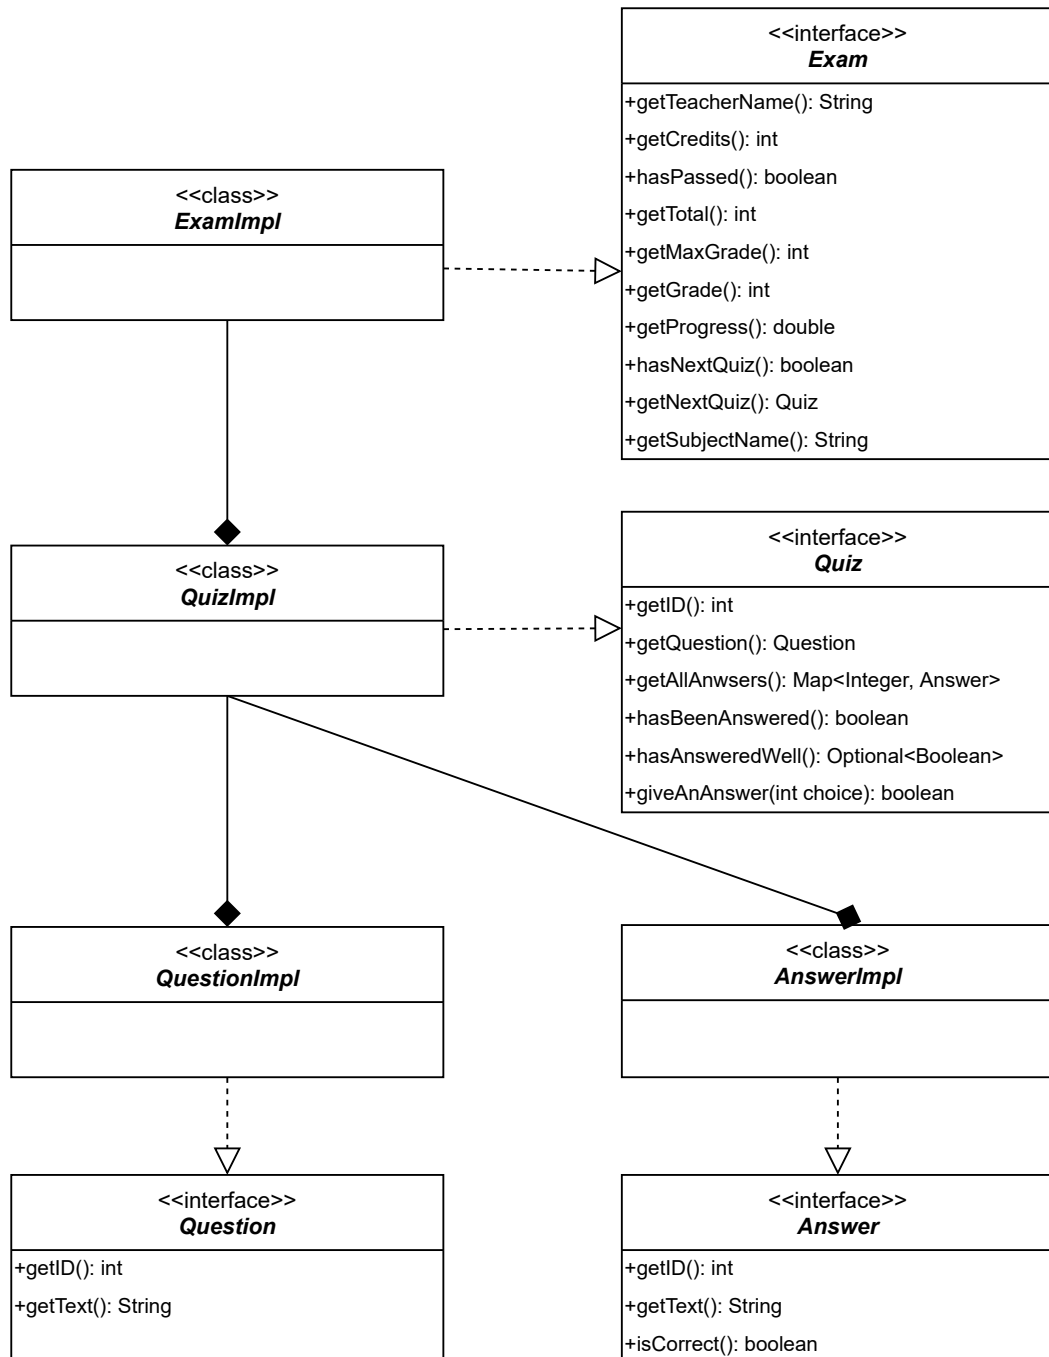 <<interface>>
Exam
+getTeacherName(): String
+getCredits(): int
+hasPassed(): boolean
+getTotal(): int
+getMaxGrade(): int
+getGrade(): int
+getProgress(): double
+hasNextQuiz(): boolean
+getNextQuiz(): Quiz
+getSubjectName(): String
<<class>>
ExamImpl
<<class>>
QuizImpl
<<interface>>
Quiz
+getID(): int
+getQuestion(): Question
+getAllAnwsers(): Map<Integer, Answer>
+hasBeenAnswered(): boolean
+hasAnsweredWell(): Optional<Boolean>
+giveAnAnswer(int choice): boolean
<<class>>
QuestionImpl
<<class>>
AnswerImpl
<<interface>>
Question
+getID(): int
+getText(): String
<<interface>>
Answer
+getID(): int
+getText(): String
+isCorrect(): boolean